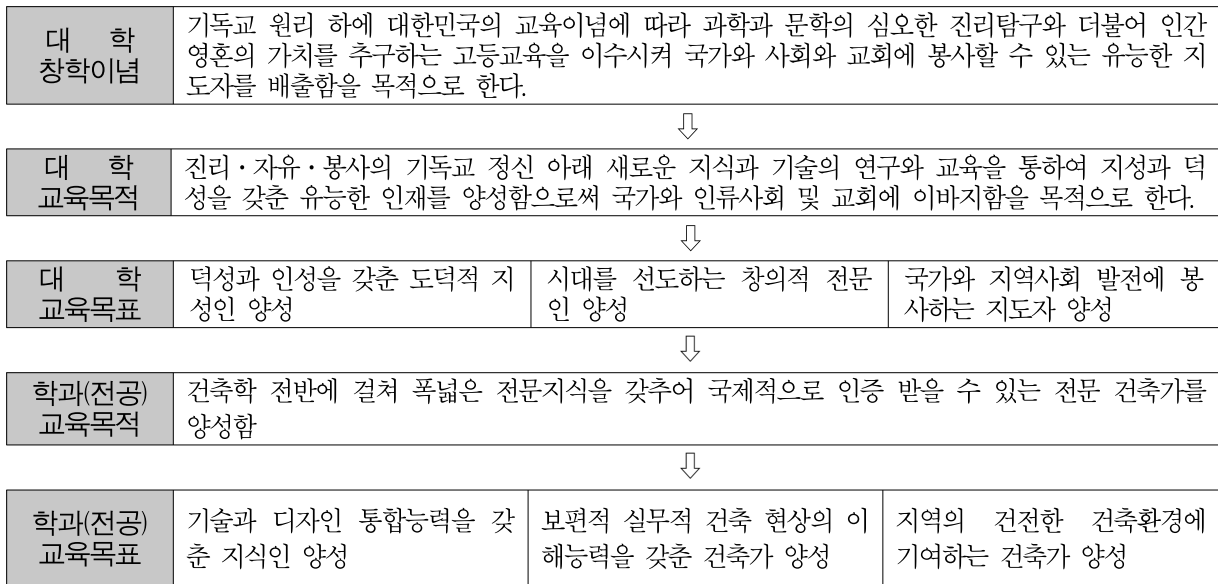 대 학
창학이념
기독교 원리 하에 대한민국의 교육이념에 따라 과학과 문학의 심오한 진리탐구와 더불어 인간
영혼의 가치를 추구하는 고등교육을 이수시켜 국가와 사회와 교회에 봉사할 수 있는 유능한 지
도자를 배출함을 목적으로 한다.
⇩
대 학
교육목적
진리・자유・봉사의 기독교 정신 아래 새로운 지식과 기술의 연구와 교육을 통하여 지성과 덕
성을 갖춘 유능한 인재를 양성함으로써 국가와 인류사회 및 교회에 이바지함을 목적으로 한다.
⇩
대 학
교육목표
덕성과 인성을 갖춘 도덕적 지
성인 양성
시대를 선도하는 창의적 전문
인 양성
국가와 지역사회 발전에 봉
사하는 지도자 양성
⇩
학과(전공)
교육목적
건축학 전반에 걸쳐 폭넓은 전문지식을 갖추어 국제적으로 인증 받을 수 있는 전문 건축가를
양성함
⇩
학과(전공)
교육목표
기술과 디자인 통합능력을 갖
춘 지식인 양성
보편적 실무적 건축 현상의 이
해능력을 갖춘 건축가 양성
지역의 건전한 건축환경에
기여하는 건축가 양성